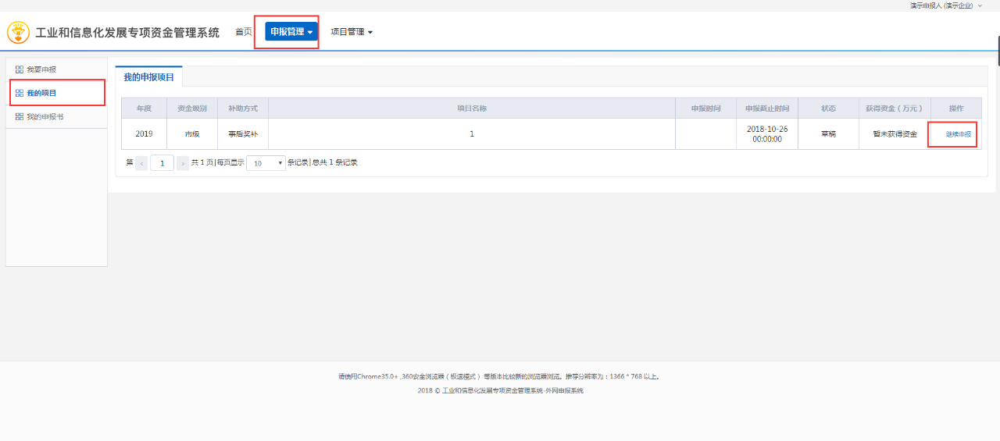 演示申报人 (演示企业)
工业和信息化发展专项资金管理系统 首页 申报管理 项目管理
我要申报
我的项目
我的申报书
我的申报项目
年度 资金级别 补助方式 项目名称 申报时间 申报截止时间 状态 获得资金（万元） 操作
2019 市级 事后奖补 1 2018-10-26 00:00:00 草稿 暂未获得资金 继续申报
第 < 1 > 共 1 页|每页显示 10 条记录|总共 1 条记录
请使用Chrome35.0+ ,360安全浏览器（极速模式） 等版本比较新的浏览器浏览。推荐分辨率为：1366 * 768 以上。
2018 © 工业和信息化发展专项资金管理系统-外网申报系统